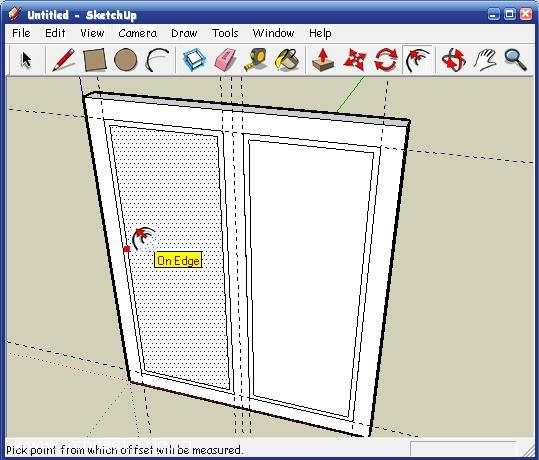 Untitled - SketchUp
File Edit View Camera Draw Tools Window Help
On Edge
Pick point from which offset will be measured.